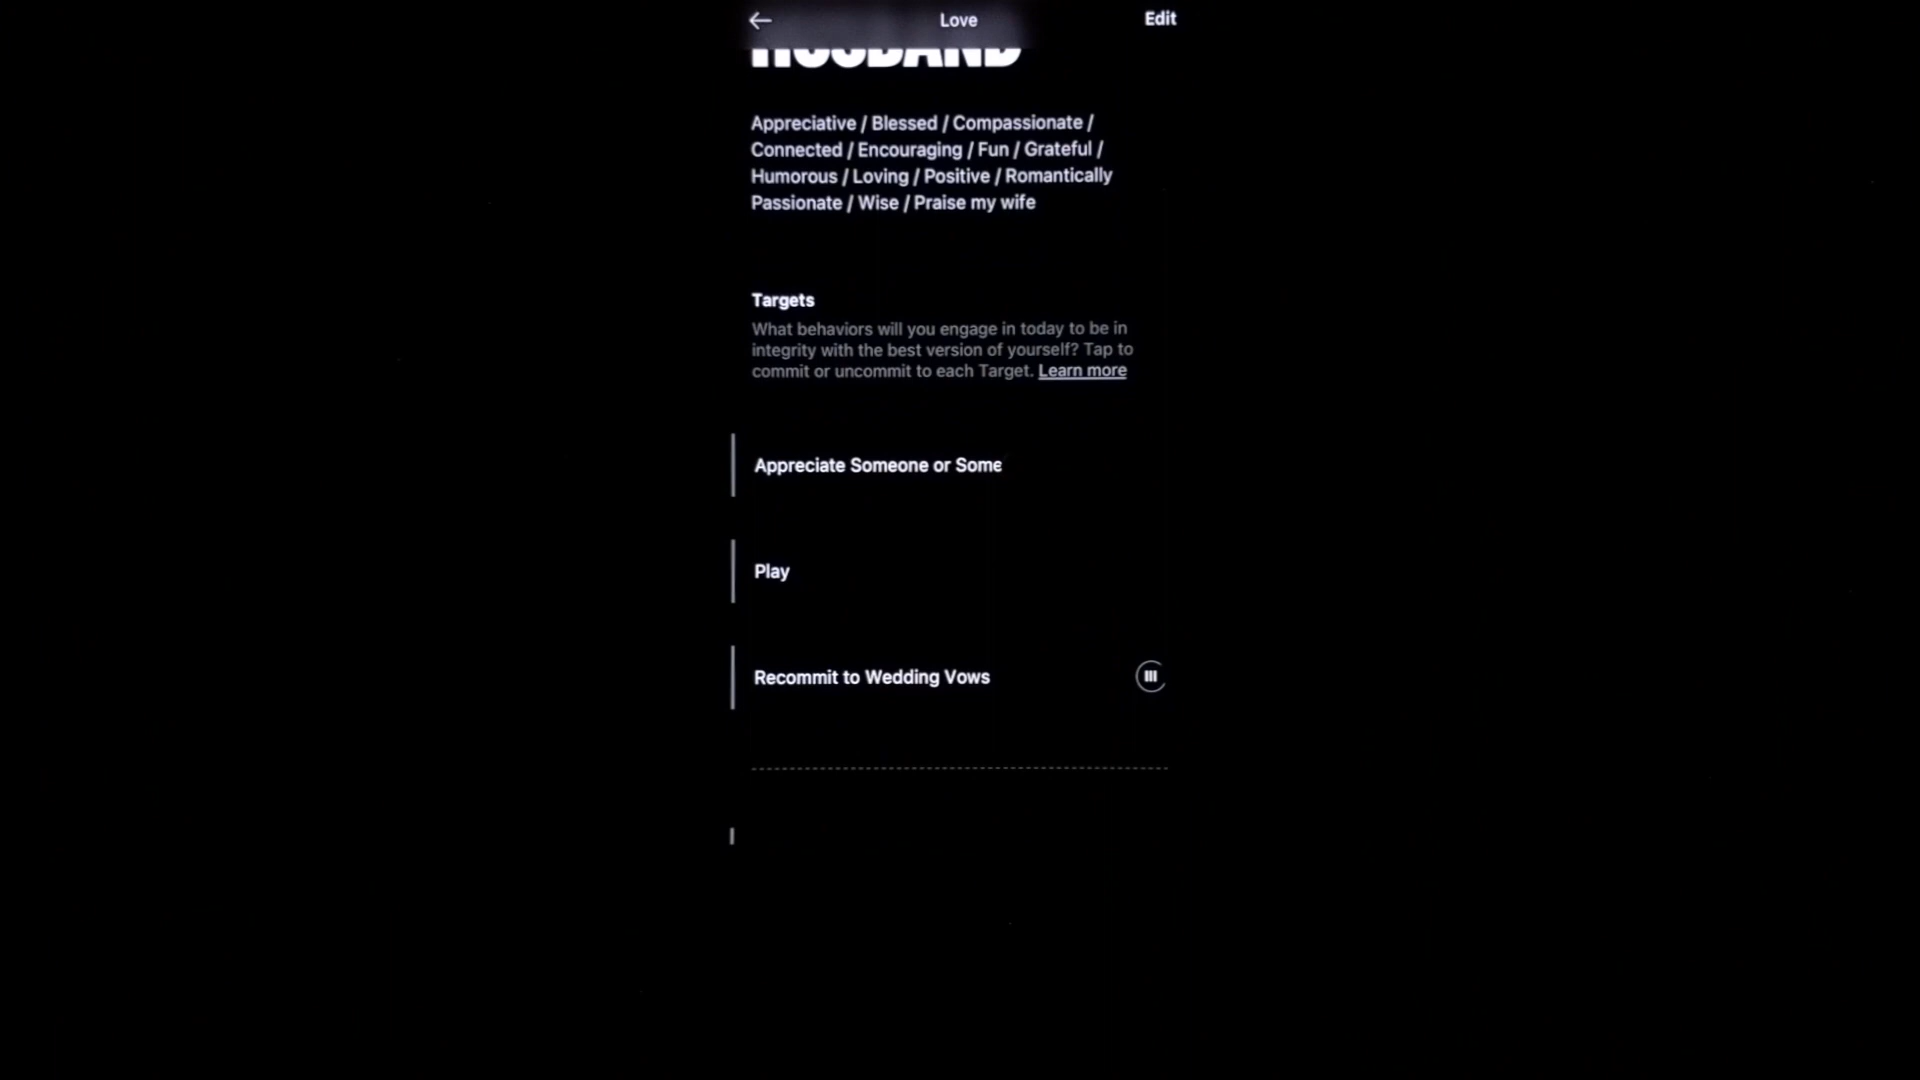 Love
Edit
HUSBAND
Appreciative / Blessed / Compassionate /
Connected / Encouraging / Fun / Grateful /
Humorous / Loving / Positive / Romantically
Passionate / Wise / Praise my wife
Targets
What behaviors will you engage in today to be in
integrity with the best version of yourself? Tap to
commit or uncommit to each Target. Learn more
Appreciate Someone or Some
Play
Recommit to Wedding Vows